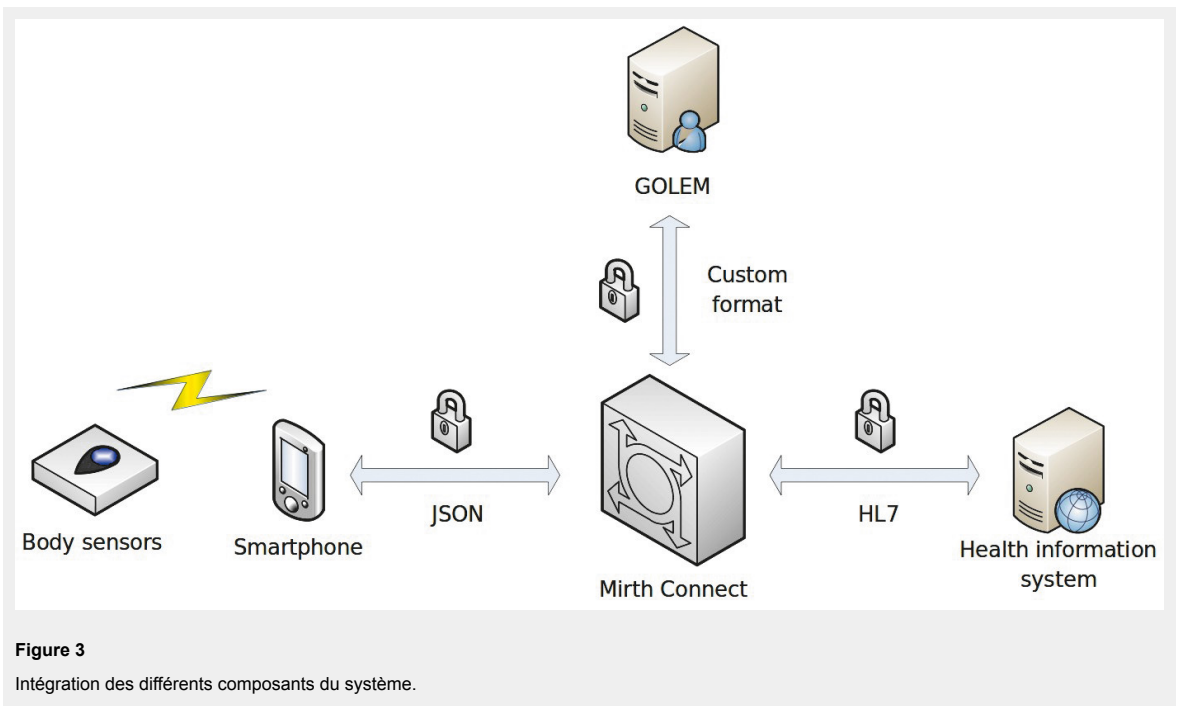 GOLEM
Custom
format
JSON
HL7
Body sensors
Smartphone
Mirth Connect
Health information
system
Figure 3
Intégration des différents composants du système.